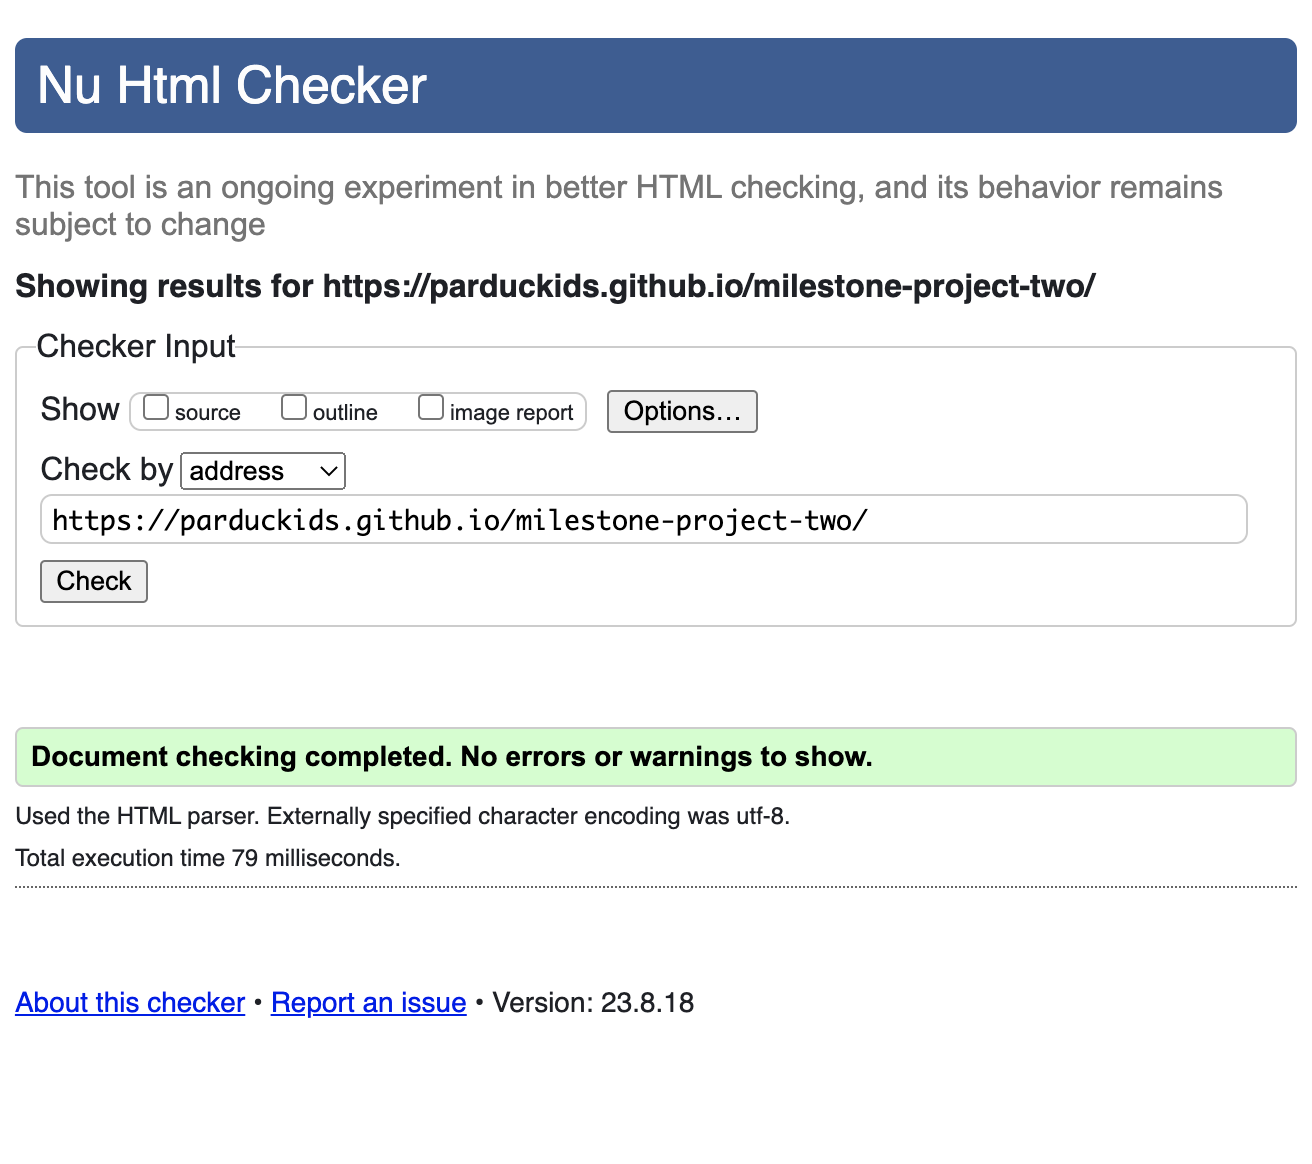 Nu Html Checker
This tool is an ongoing experiment in better HTML checking, and its behavior remains
subject to change
Showing results for https://parduckids.github.io/milestone-project-two/
Checker Input
Show source outline image report Options...
Check by address
https://parduckids.github.io/milestone-project-two/
Check
Document checking completed. No errors or warnings to show.
Used the HTML parser. Externally specified character encoding was utf-8.
Total execution time 79 milliseconds.
About this checker • Report an issue • Version: 23.8.18